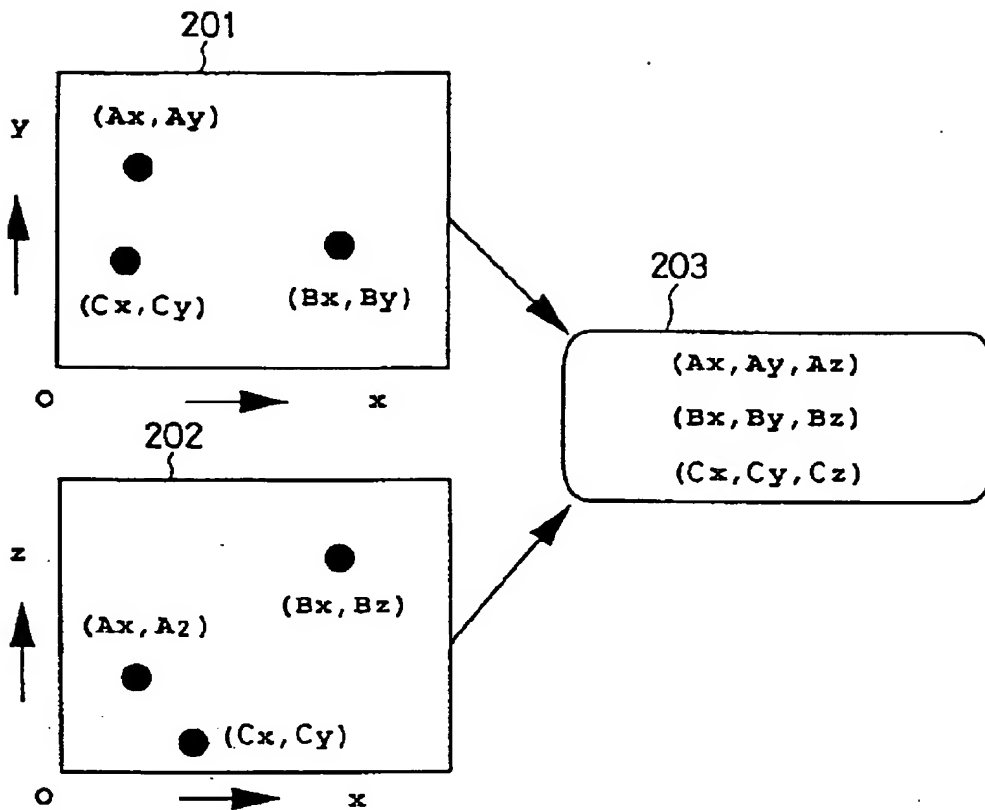 201
(Ax,Ay)
y
(Cx,Cy)
(Bx,By)
O
x
203
(Ax,Ay,Az)
(Bx,By,Bz)
(Cx,Cy,Cz)
202
z
(Bx,Bz)
(Ax,A2)
(Cx,Cy)
O
x